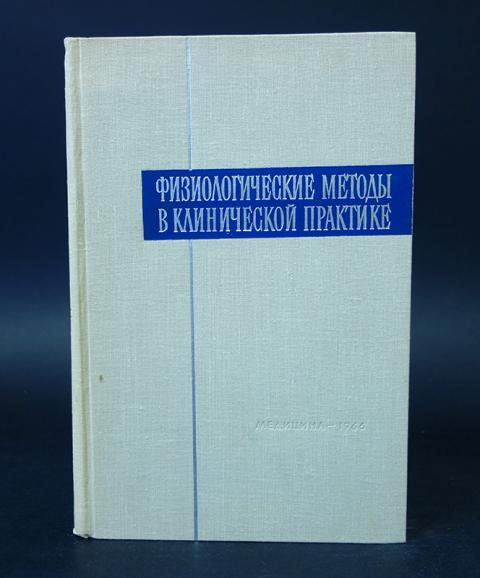 ФИЗИОЛОГИЧЕСКИЕ МЕТОДЫ
В КЛИНИЧЕСКОЙ ПРАКТИКЕ
МЕДИЦИНА–1966